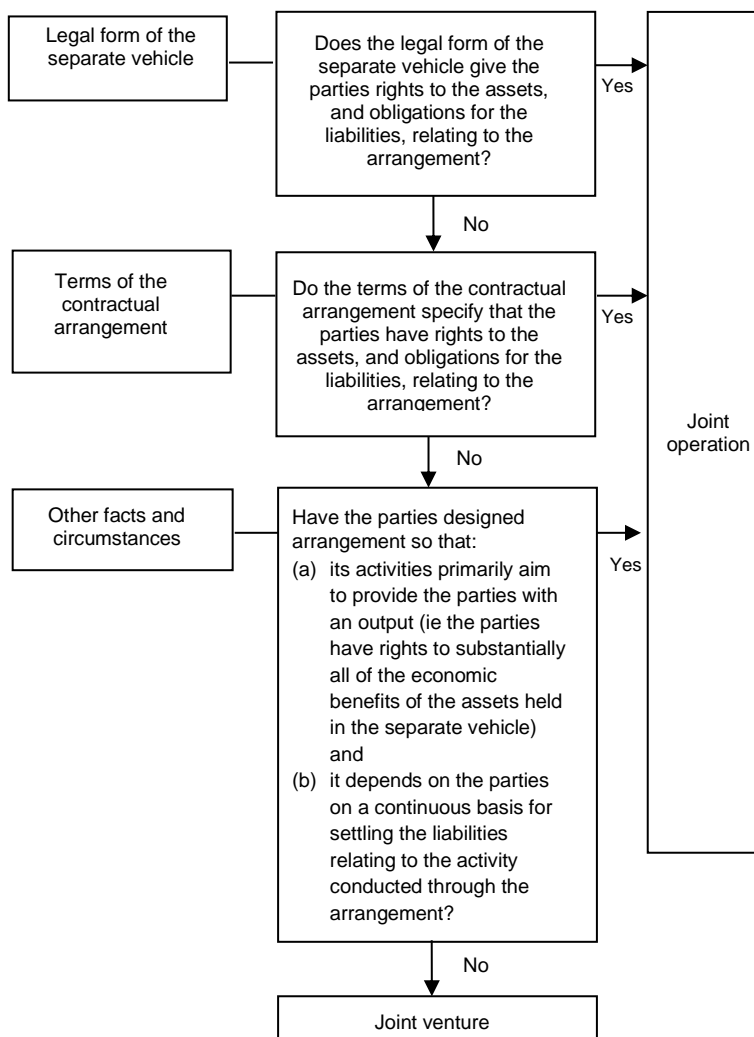 Legal form of the
separate vehicle
Does the legal form of the
separate vehicle give the
parties rights to the assets,
and obligations for the
liabilities, relating to the
arrangement?
Yes
No
Terms of the
contractual
arrangement
Do the terms of the contractual
arrangement specify that the
parties have rights to the
assets, and obligations for the
liabilities, relating to the
arrangement?
Yes
Joint
operation
No
Other facts and
circumstances
Have the parties designed
arrangement so that:
(a) its activities primarily aim
to provide the parties with
an output (ie the parties
have rights to substantially
all of the economic
benefits of the assets held
in the separate vehicle)
and
(b) it depends on the parties
on a continuous basis for
settling the liabilities
relating to the activity
conducted through the
arrangement?
Yes
No
Joint venture